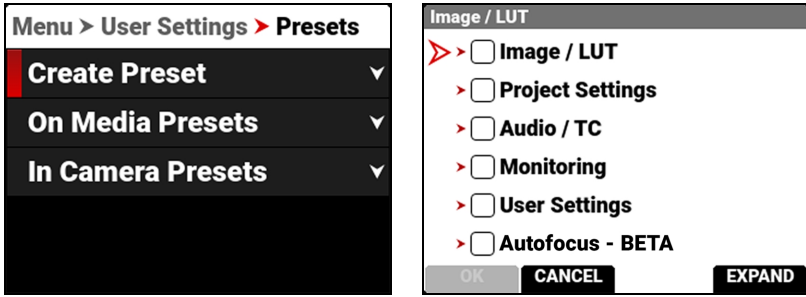 Menu > User Settings > Presets
Create Preset
On Media Presets
In Camera Presets
Image / LUT
Image / LUT
Project Settings
Audio / TC
Monitoring
User Settings
Autofocus - BETA
OK CANCEL EXPAND